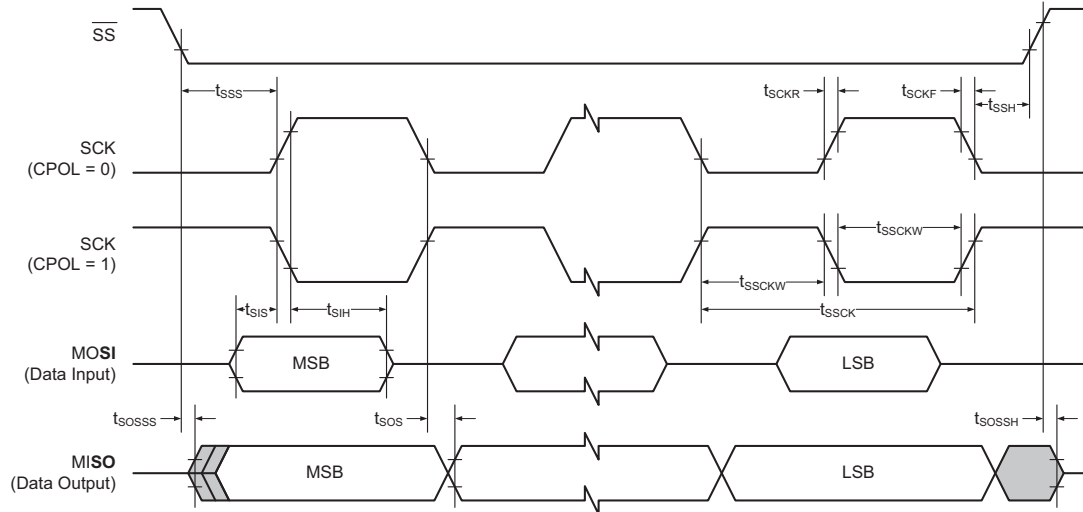 SS
tSSS
tSCKR
tSCKF
tSSH
SCK
(CPOL = 0)
SCK
(CPOL = 1)
tSSCKW
tSSCKW
tSSCK
tSIS
tSIH
MOSI
(Data Input)
MSB
LSB
tSOSSS
tSOS
tSOSSH
MISO
(Data Output)
MSB
LSB